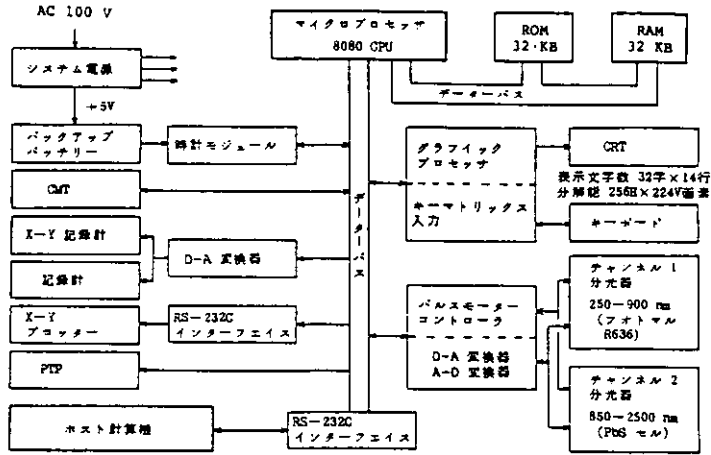 AC 100 V
システム電源
+5V
バックアップ
バッテリー
時計モジュール
CMT
X-Y 記録計
記録計
D-A 変換器
X-Y
プロッター
RS-232C
インターフェイス
PTP
ホスト計算機
RS-232C
インターフェイス
マイクロプロセッサ
8080 CPU
ROM
32 KB
RAM
32 KB
データーバス
データーバス
グラフイック
プロセッサ
キーマトリックス
入力
CRT
表示文字数 32字×14行
分解能 256H×224V画素
キーボード
パルスモーター
コントローラ
D-A 変換器
A-D 変換器
チャンネル 1
分光器
250-900 nm
(フォトマル
R636)
チャンネル 2
分光器
850-2500 nm
(PbS セル)